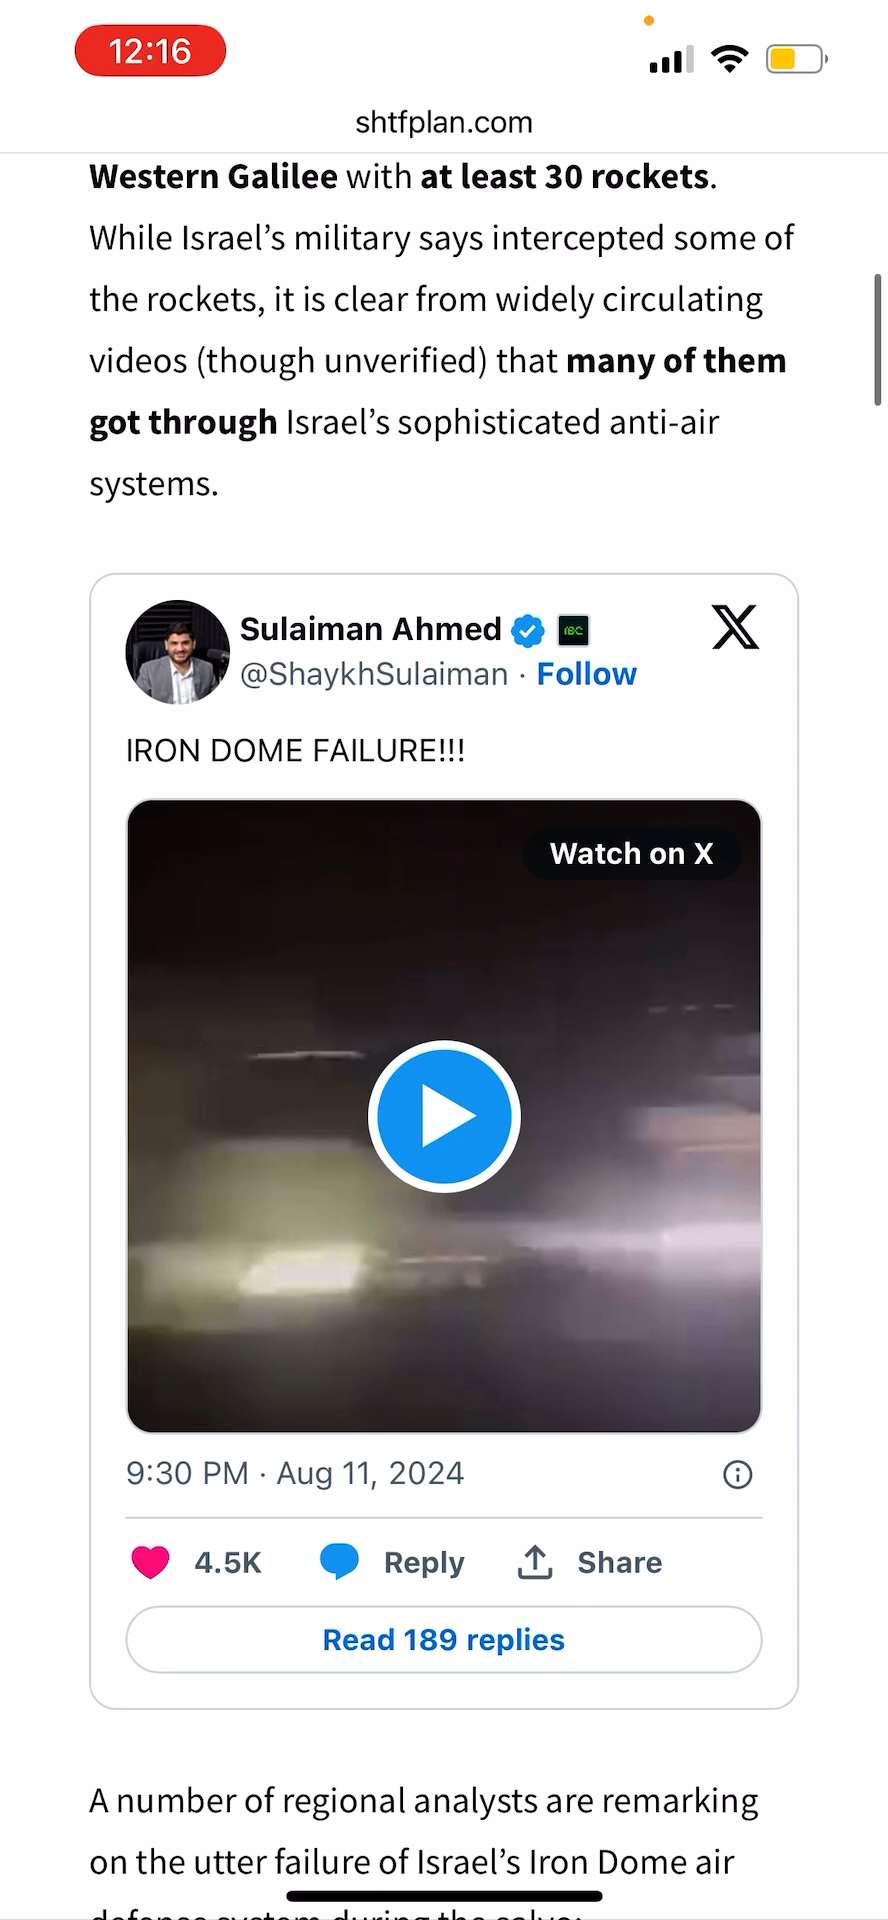 12:16
shtfplan.com
Western Galilee with at least 30 rockets.
While Israel’s military says intercepted some of
the rockets, it is clear from widely circulating
videos (though unverified) that many of them
got through Israel’s sophisticated anti-air
systems.
Sulaiman Ahmed
@ShaykhSulaiman · Follow
IRON DOME FAILURE!!!
Watch on X
9:30 PM · Aug 11, 2024
4.5K Reply Share
Read 189 replies
A number of regional analysts are remarking
on the utter failure of Israel’s Iron Dome air
defense system during the salvo: